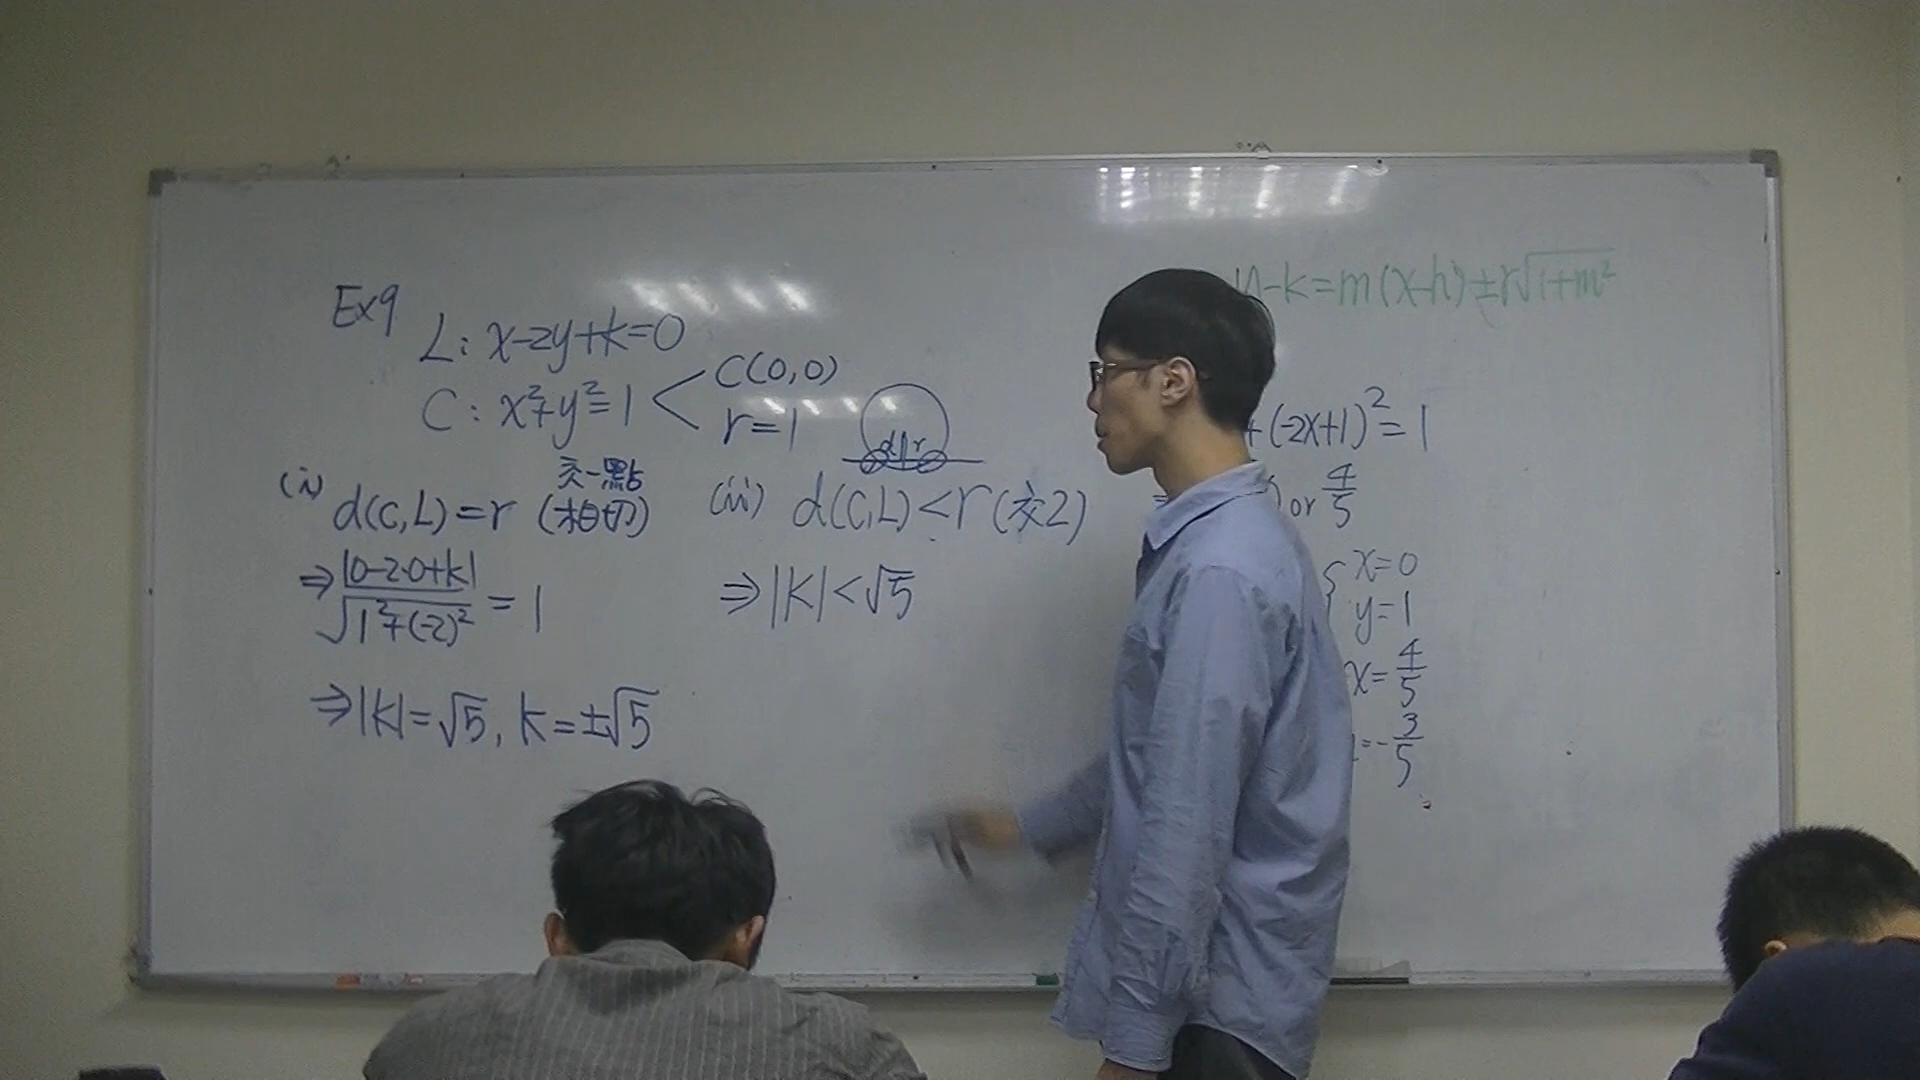 Ex9
L: x-2y+k=0
C: x²+y²=1 < C(0,0)
r=1
d r
交一點
(i) d(C,L)=r (相切)
⇒ |0-2·0+k| / √(1²+(-2)²) = 1
⇒ |k|=√5, k=±√5
(ii) d(C,L)<r (交2)
⇒ |k|<√5
-k=m(x-h)±r√(1+m²)
+(-2x+1)²=1
or 4/5
{ x=0
y=1
x=4/5
=-3/5